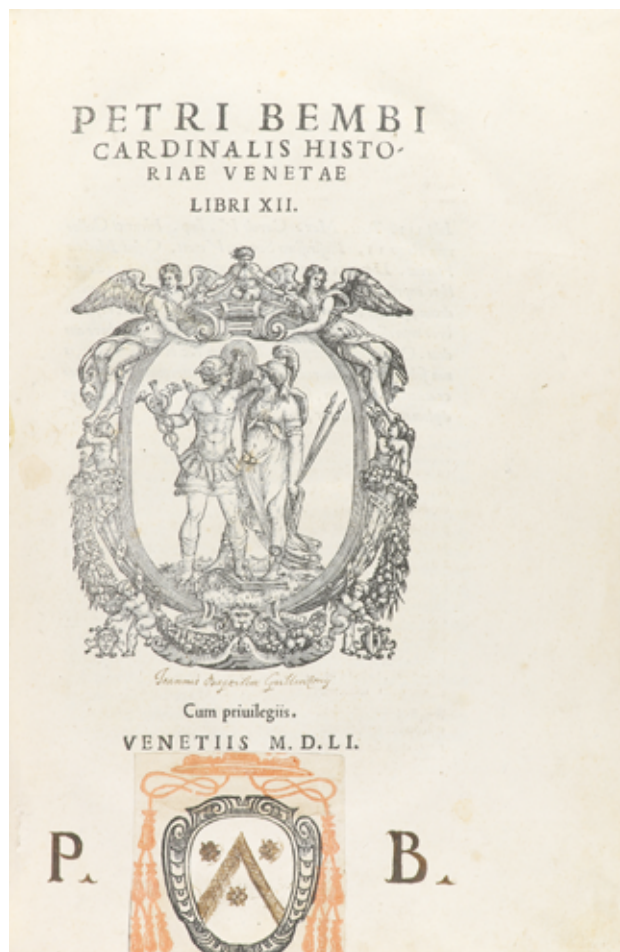 PETRI BEMBI
CARDINALIS HISTO-
RIAE VENETAE
LIBRI XII.
Cum priuilegiis.
VENETIIS M. D. LI.
P. B.